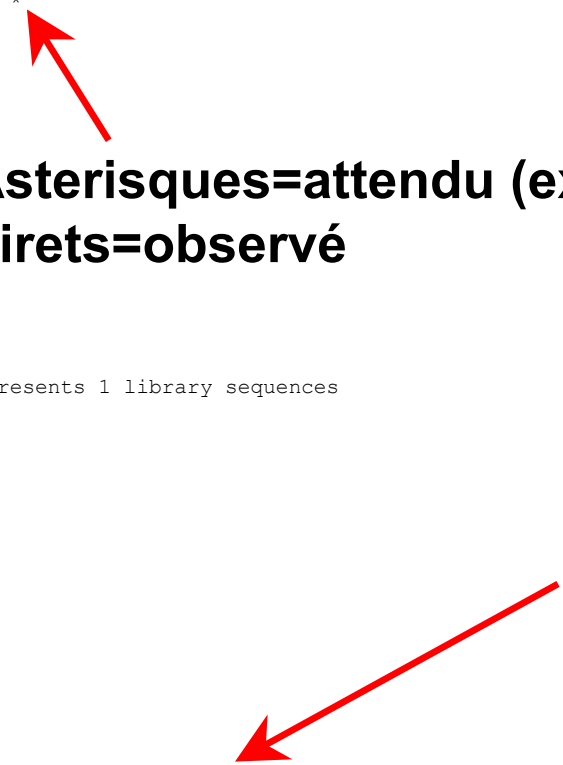 *
Asterisques=attendu (ex
irets=observé
resents 1 library sequences